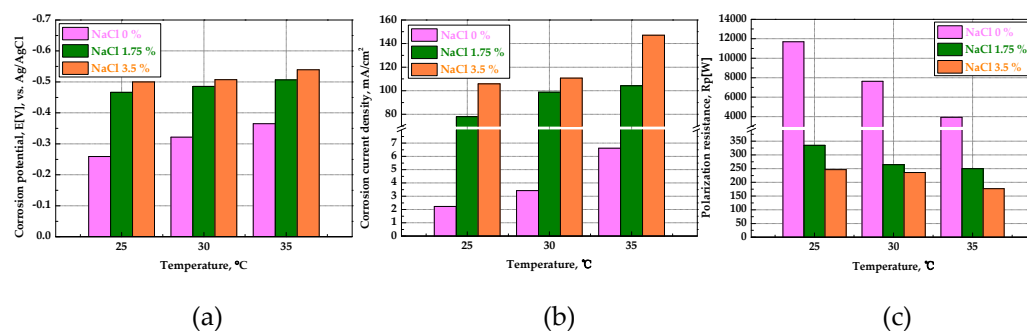 Corrosion potential, E[V], vs. Ag/AgCl
-0.7
-0.6
-0.5
-0.4
-0.3
-0.2
-0.1
0.0
NaCl 0 %
NaCl 1.75 %
NaCl 3.5 %
25 30 35
Temperature, °C
(a)
Corrosion current density, mA/cm²
160
140
120
100
80
7
6
5
4
3
2
1
0
NaCl 0 %
NaCl 1.75 %
NaCl 3.5 %
25 30 35
Temperature, ℃
(b)
Polarization resistance, Rp[W]
14000
12000
10000
8000
6000
4000
350
300
250
200
150
100
50
0
NaCl 0 %
NaCl 1.75 %
NaCl 3.5 %
25 30 35
Temperature, ℃
(c)